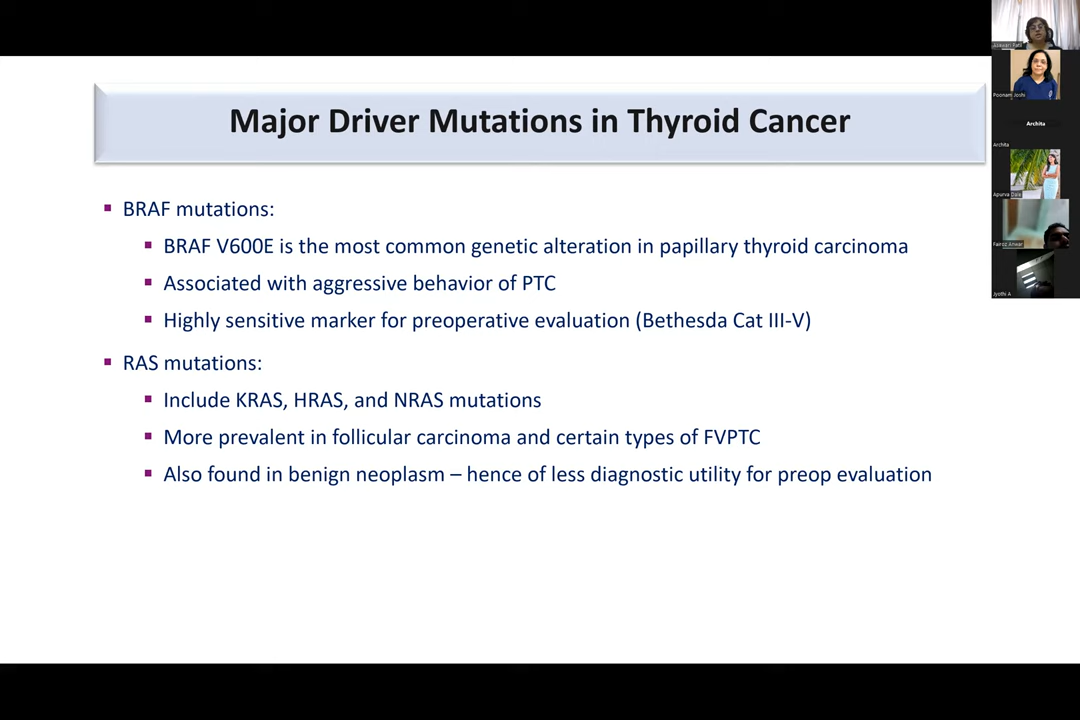 Major Driver Mutations in Thyroid Cancer
BRAF mutations:
BRAF V600E is the most common genetic alteration in papillary thyroid carcinoma
Associated with aggressive behavior of PTC
Highly sensitive marker for preoperative evaluation (Bethesda Cat III-V)
RAS mutations:
Include KRAS, HRAS, and NRAS mutations
More prevalent in follicular carcinoma and certain types of FVPTC
Also found in benign neoplasm – hence of less diagnostic utility for preop evaluation
Poonam Joshi
Archita
Archita
Apurva
Fairoz Anwar
Jyothi A